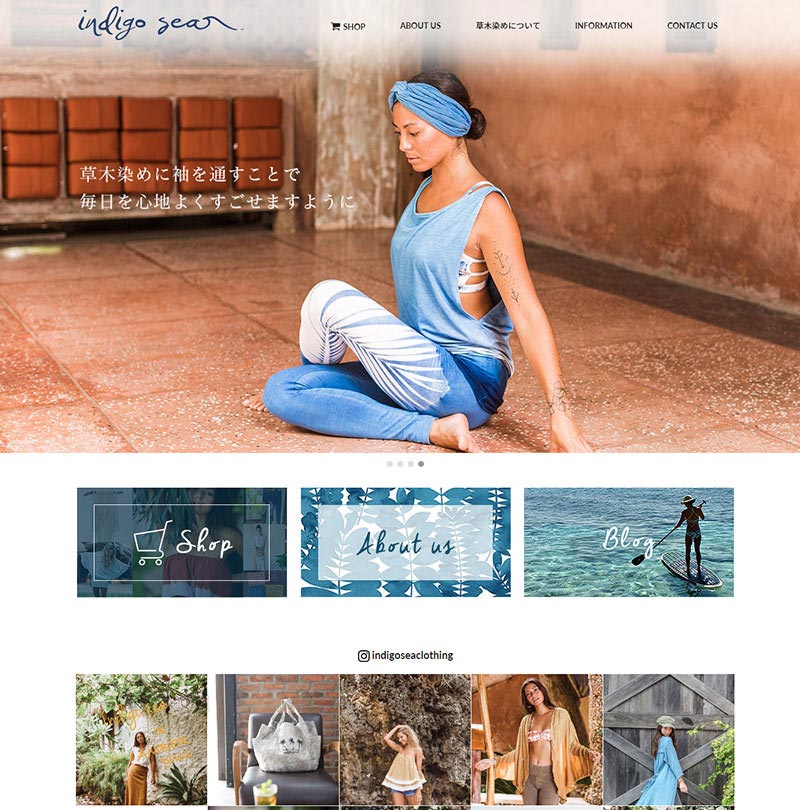 indigo sea
SHOP
ABOUT US
草木染めについて
INFORMATION
CONTACT US
草木染めに袖を通すことで
毎日を心地よくすごせますように
Shop
About us
Blog
indigoseaclothing